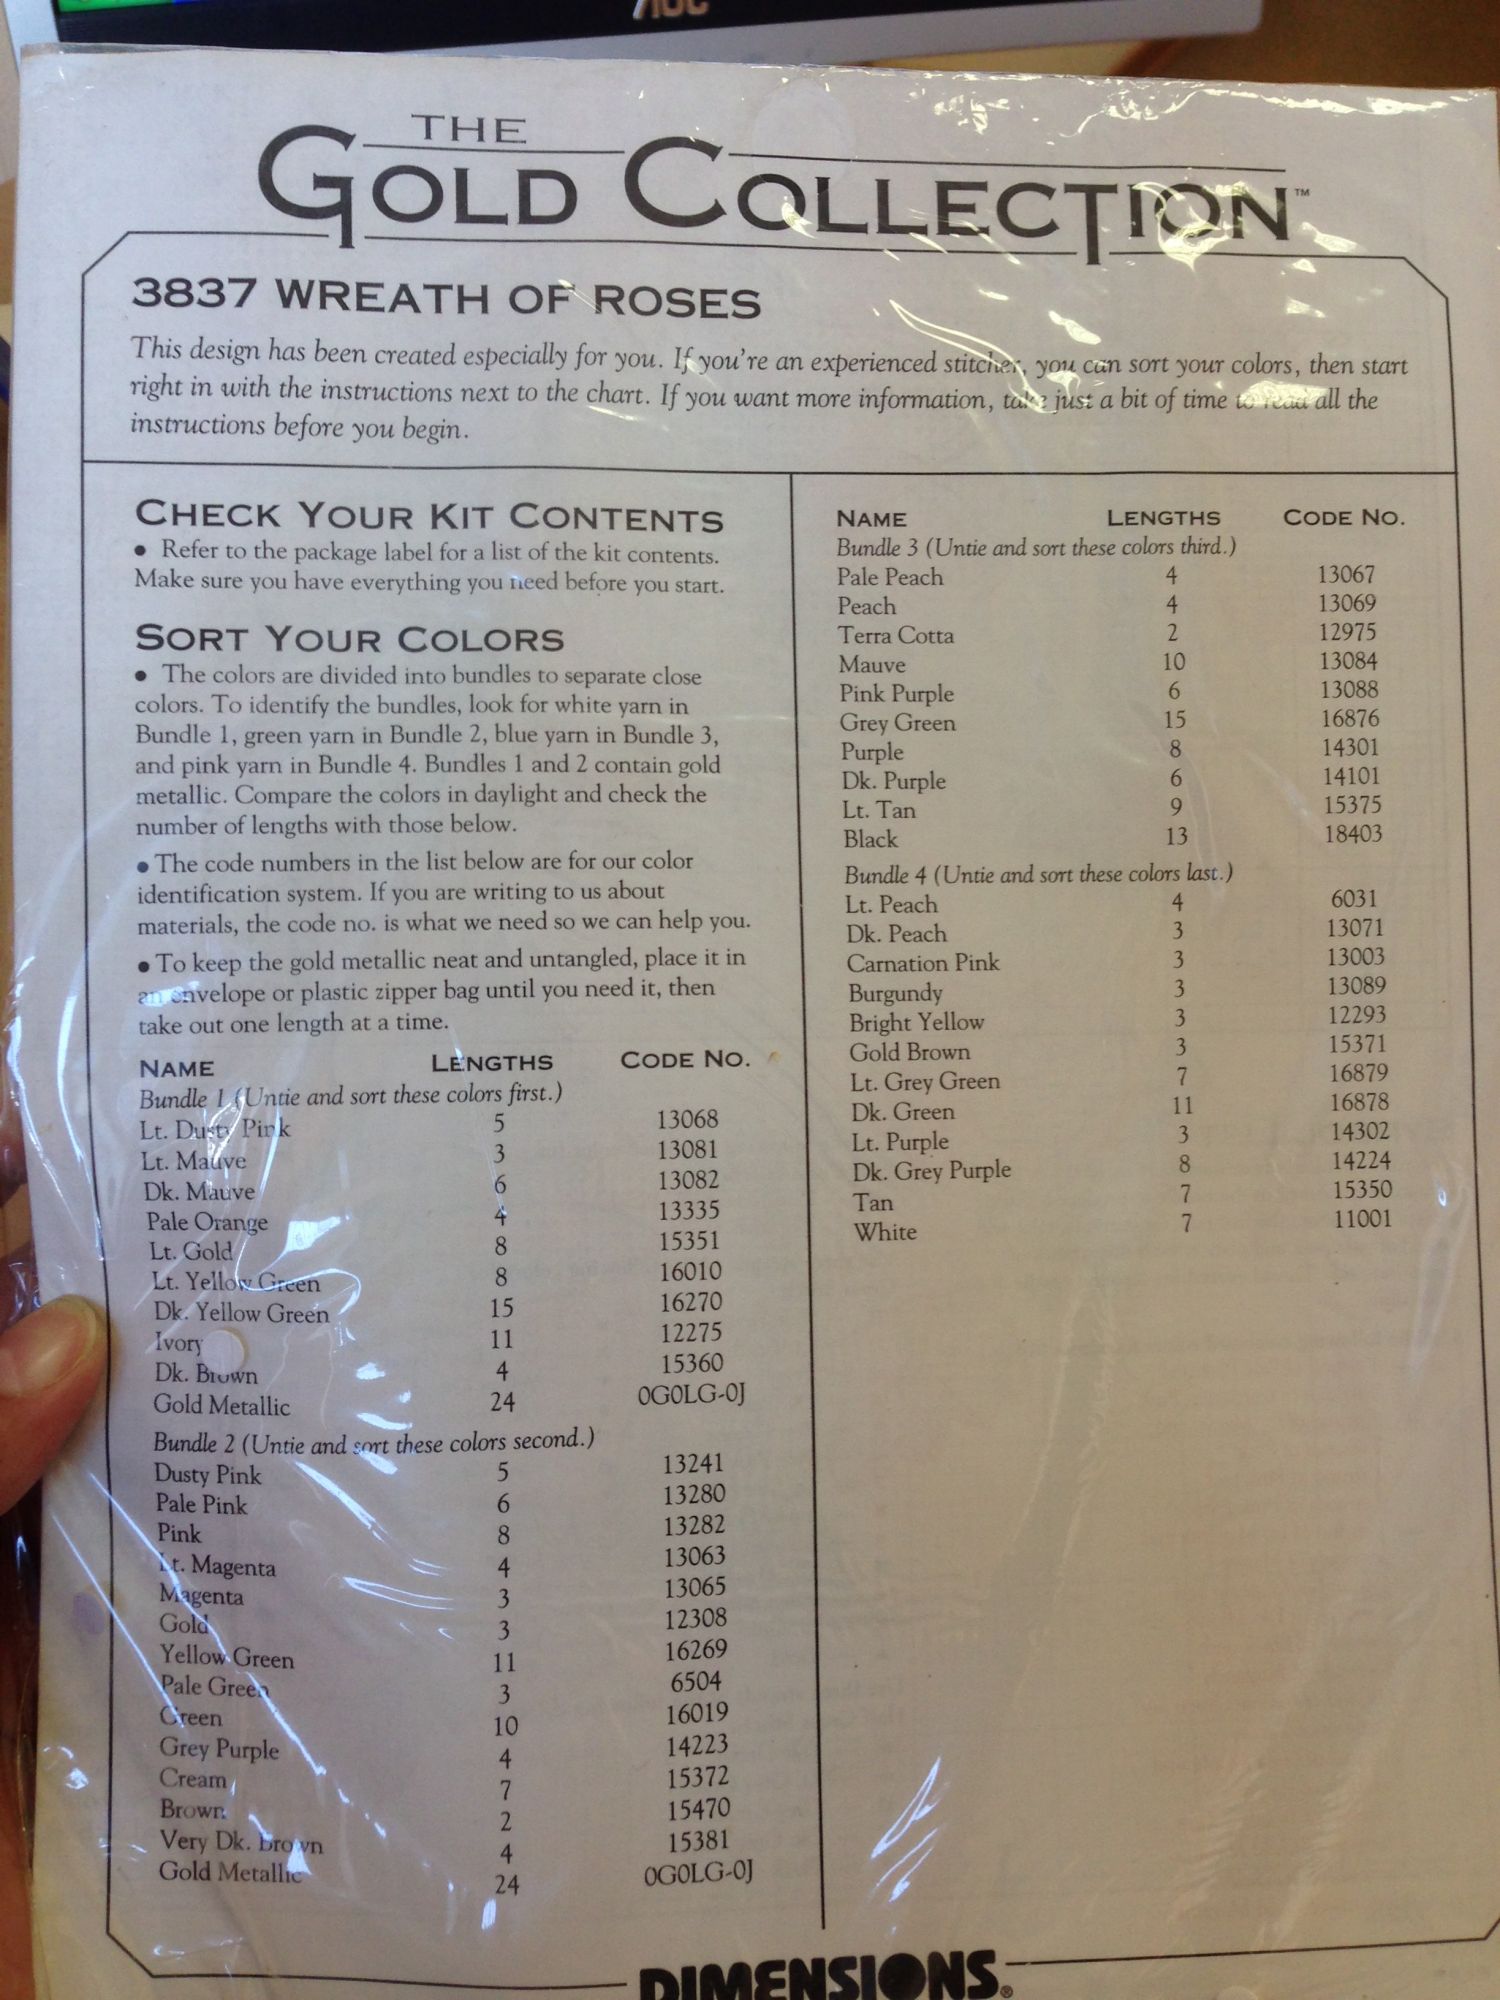 AOC
THE
GOLD COLLECTION™
3837 WREATH OF ROSES
This design has been created especially for you. If you're an experienced stitcher, you can sort your colors, then start
right in with the instructions next to the chart. If you want more information, take just a bit of time to read all the
instructions before you begin.
CHECK YOUR KIT CONTENTS
• Refer to the package label for a list of the kit contents.
Make sure you have everything you need before you start.
SORT YOUR COLORS
• The colors are divided into bundles to separate close
colors. To identify the bundles, look for white yarn in
Bundle 1, green yarn in Bundle 2, blue yarn in Bundle 3,
and pink yarn in Bundle 4. Bundles 1 and 2 contain gold
metallic. Compare the colors in daylight and check the
number of lengths with those below.
• The code numbers in the list below are for our color
identification system. If you are writing to us about
materials, the code no. is what we need so we can help you.
• To keep the gold metallic neat and untangled, place it in
an envelope or plastic zipper bag until you need it, then
take out one length at a time.
NAME LENGTHS CODE NO.
Bundle 1 (Untie and sort these colors first.)
Lt. Dusty Pink 5 13068
Lt. Mauve 3 13081
Dk. Mauve 6 13082
Pale Orange 4 13335
Lt. Gold 8 15351
Lt. Yellow Green 8 16010
Dk. Yellow Green 15 16270
Ivory 11 12275
Dk. Brown 4 15360
Gold Metallic 24 0G0LG-0J
Bundle 2 (Untie and sort these colors second.)
Dusty Pink 5 13241
Pale Pink 6 13280
Pink 8 13282
Lt. Magenta 4 13063
Magenta 3 13065
Gold 3 12308
Yellow Green 11 16269
Pale Green 3 6504
Green 10 16019
Grey Purple 4 14223
Cream 7 15372
Brown 2 15470
Very Dk. Brown 4 15381
Gold Metallic 24 0G0LG-0J
NAME LENGTHS CODE NO.
Bundle 3 (Untie and sort these colors third.)
Pale Peach 4 13067
Peach 4 13069
Terra Cotta 2 12975
Mauve 10 13084
Pink Purple 6 13088
Grey Green 15 16876
Purple 8 14301
Dk. Purple 6 14101
Lt. Tan 9 15375
Black 13 18403
Bundle 4 (Untie and sort these colors last.)
Lt. Peach 4 6031
Dk. Peach 3 13071
Carnation Pink 3 13003
Burgundy 3 13089
Bright Yellow 3 12293
Gold Brown 3 15371
Lt. Grey Green 7 16879
Dk. Green 11 16878
Lt. Purple 3 14302
Dk. Grey Purple 8 14224
Tan 7 15350
White 7 11001
DIMENSIONS®